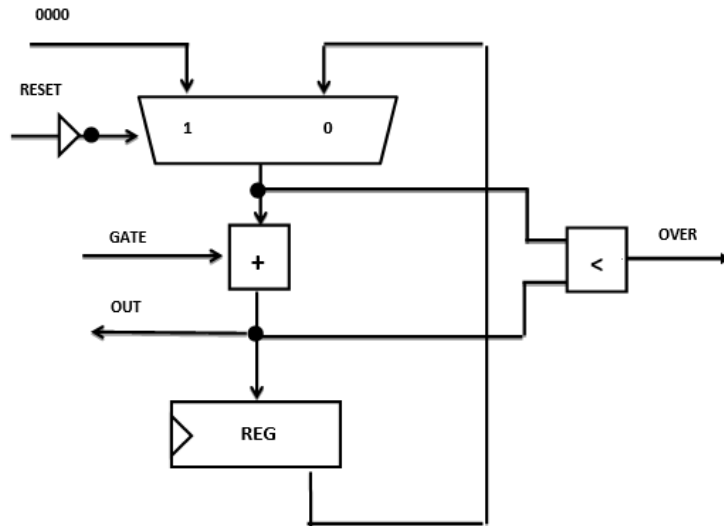 0000
RESET
1 0
GATE
+
OVER
<
OUT
REG